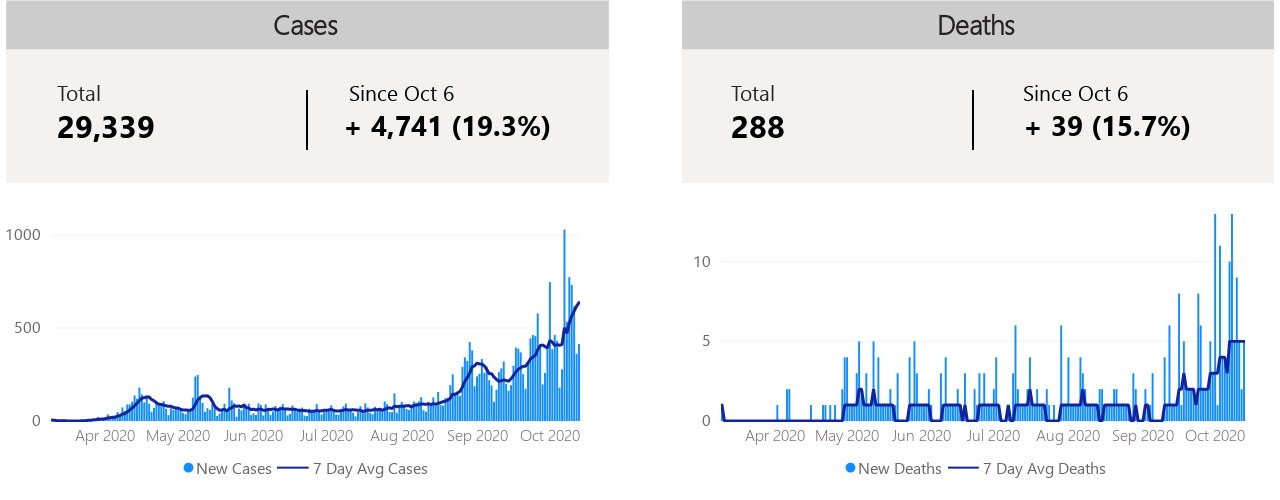 Cases
Total
29,339
Since Oct 6
+ 4,741 (19.3%)
1000
500
0
Apr 2020 May 2020 Jun 2020 Jul 2020 Aug 2020 Sep 2020 Oct 2020
New Cases 7 Day Avg Cases
Deaths
Total
288
Since Oct 6
+ 39 (15.7%)
10
5
0
Apr 2020 May 2020 Jun 2020 Jul 2020 Aug 2020 Sep 2020 Oct 2020
New Deaths 7 Day Avg Deaths